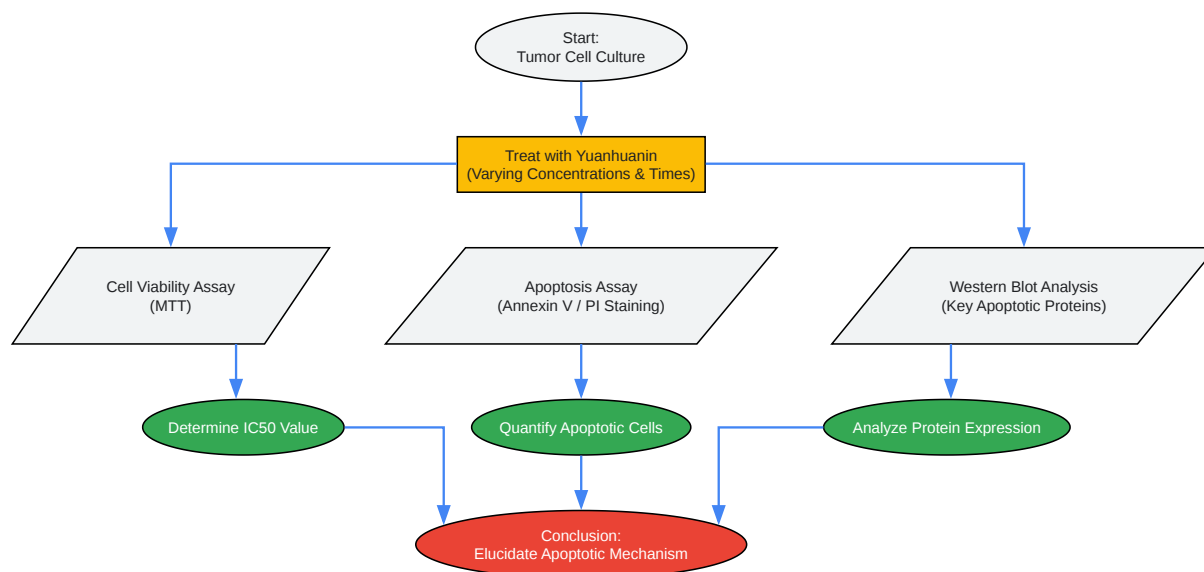 Start:
Tumor Cell Culture
Treat with Yuanhuanin
(Varying Concentrations & Times)
Cell Viability Assay
(MTT)
Apoptosis Assay
(Annexin V / PI Staining)
Western Blot Analysis
(Key Apoptotic Proteins)
Determine IC50 Value
Quantify Apoptotic Cells
Analyze Protein Expression
Conclusion:
Elucidate Apoptotic Mechanism